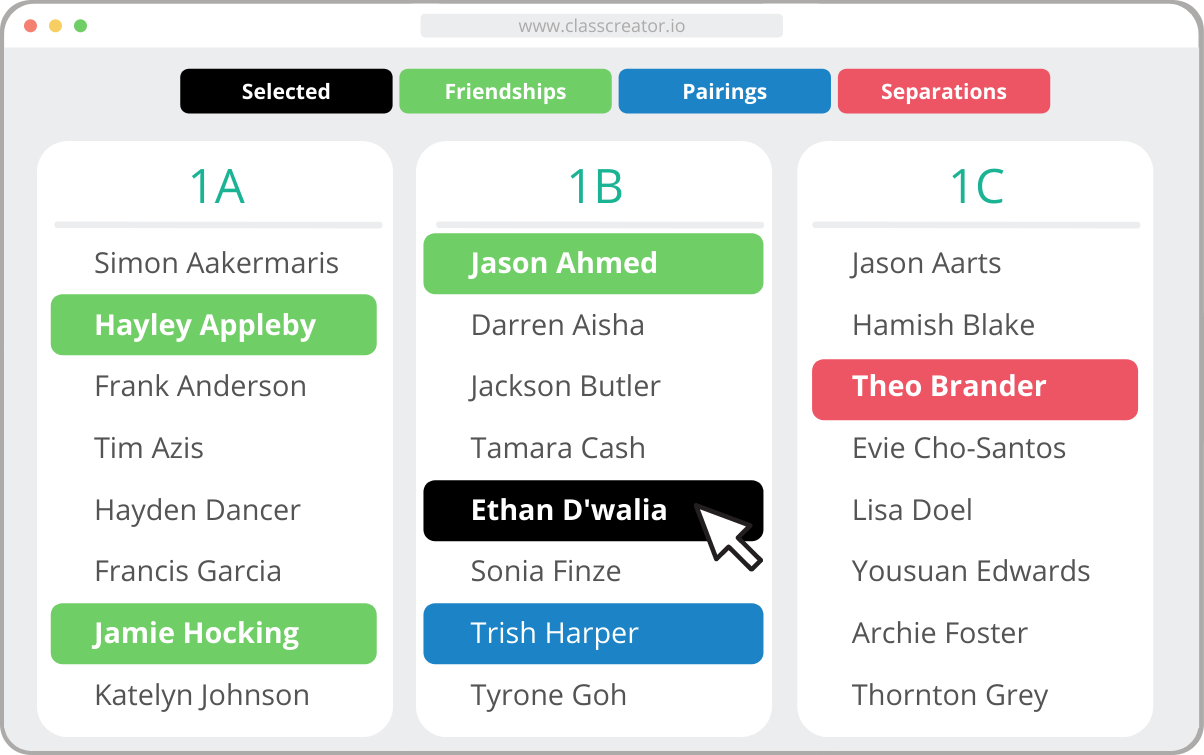 www.classcreator.io
Selected
Friendships
Pairings
Separations
1A
Simon Aakermaris
Hayley Appleby
Frank Anderson
Tim Azis
Hayden Dancer
Francis Garcia
Jamie Hocking
Katelyn Johnson
1B
Jason Ahmed
Darren Aisha
Jackson Butler
Tamara Cash
Ethan D'walia
Sonia Finze
Trish Harper
Tyrone Goh
1C
Jason Aarts
Hamish Blake
Theo Brander
Evie Cho-Santos
Lisa Doel
Yousuan Edwards
Archie Foster
Thornton Grey